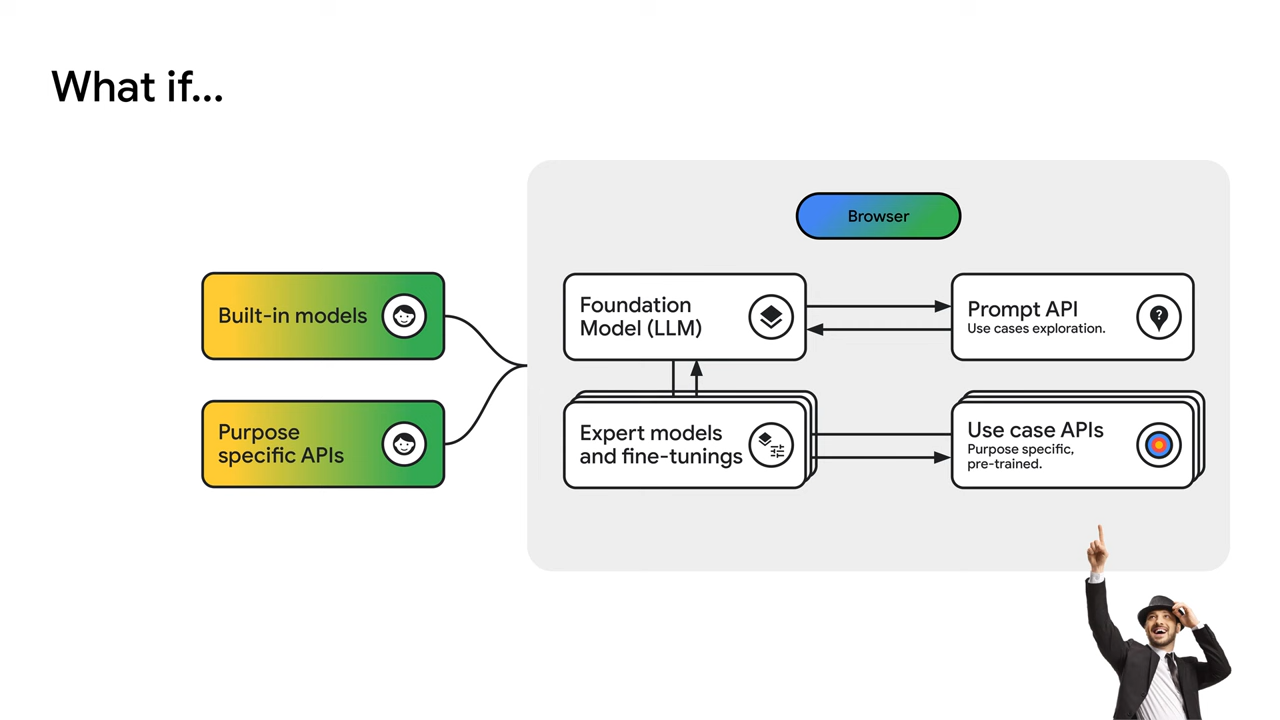 What if...
Browser
Built-in models
Purpose
specific APIs
Foundation
Model (LLM)
Prompt API
Use cases exploration.
Expert models
and fine-tunings
Use case APIs
Purpose specific,
pre-trained.
?